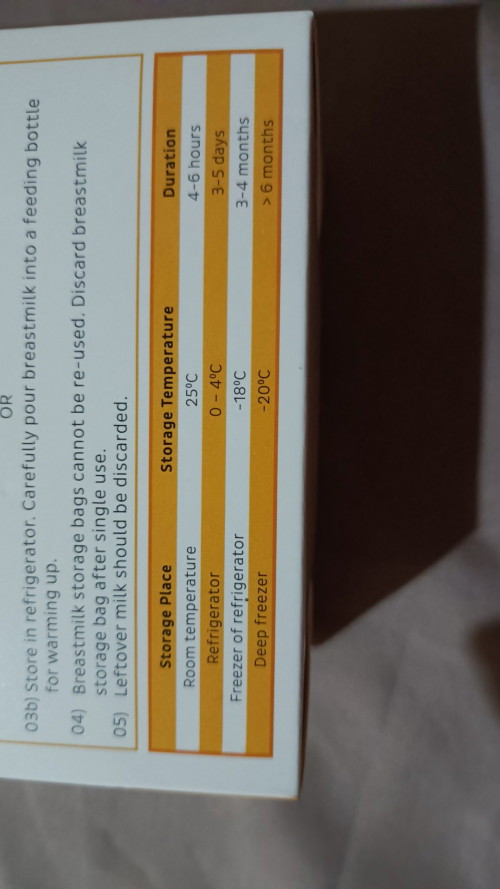 OR
03b) Store in refrigerator. Carefully pour breastmilk into a feeding bottle
for warming up.
04) Breastmilk storage bags cannot be re-used. Discard breastmilk
storage bag after single use.
05) Leftover milk should be discarded.
Storage Place Storage Temperature Duration
Room temperature 25ºC 4-6 hours
Refrigerator 0 - 4ºC 3-5 days
Freezer of refrigerator -18ºC 3-4 months
Deep freezer -20ºC > 6 months